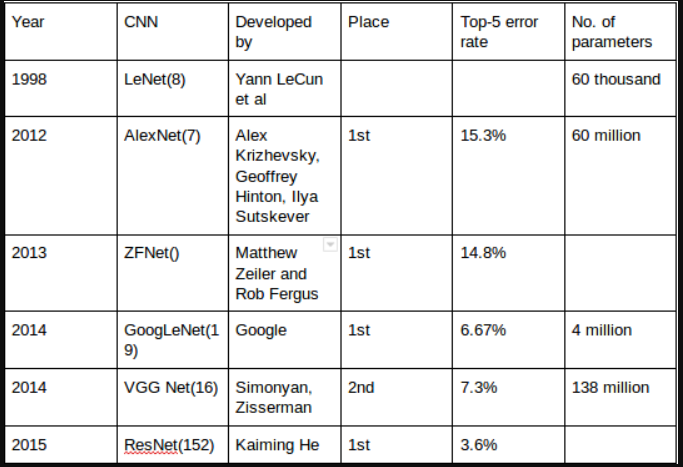 Year CNN Developed by Place Top-5 error rate No. of parameters
1998 LeNet(8) Yann LeCun et al 60 thousand
2012 AlexNet(7) Alex Krizhevsky, Geoffrey Hinton, Ilya Sutskever 1st 15.3% 60 million
2013 ZFNet() Matthew Zeiler and Rob Fergus 1st 14.8%
2014 GoogLeNet(19) Google 1st 6.67% 4 million
2014 VGG Net(16) Simonyan, Zisserman 2nd 7.3% 138 million
2015 ResNet(152) Kaiming He 1st 3.6%